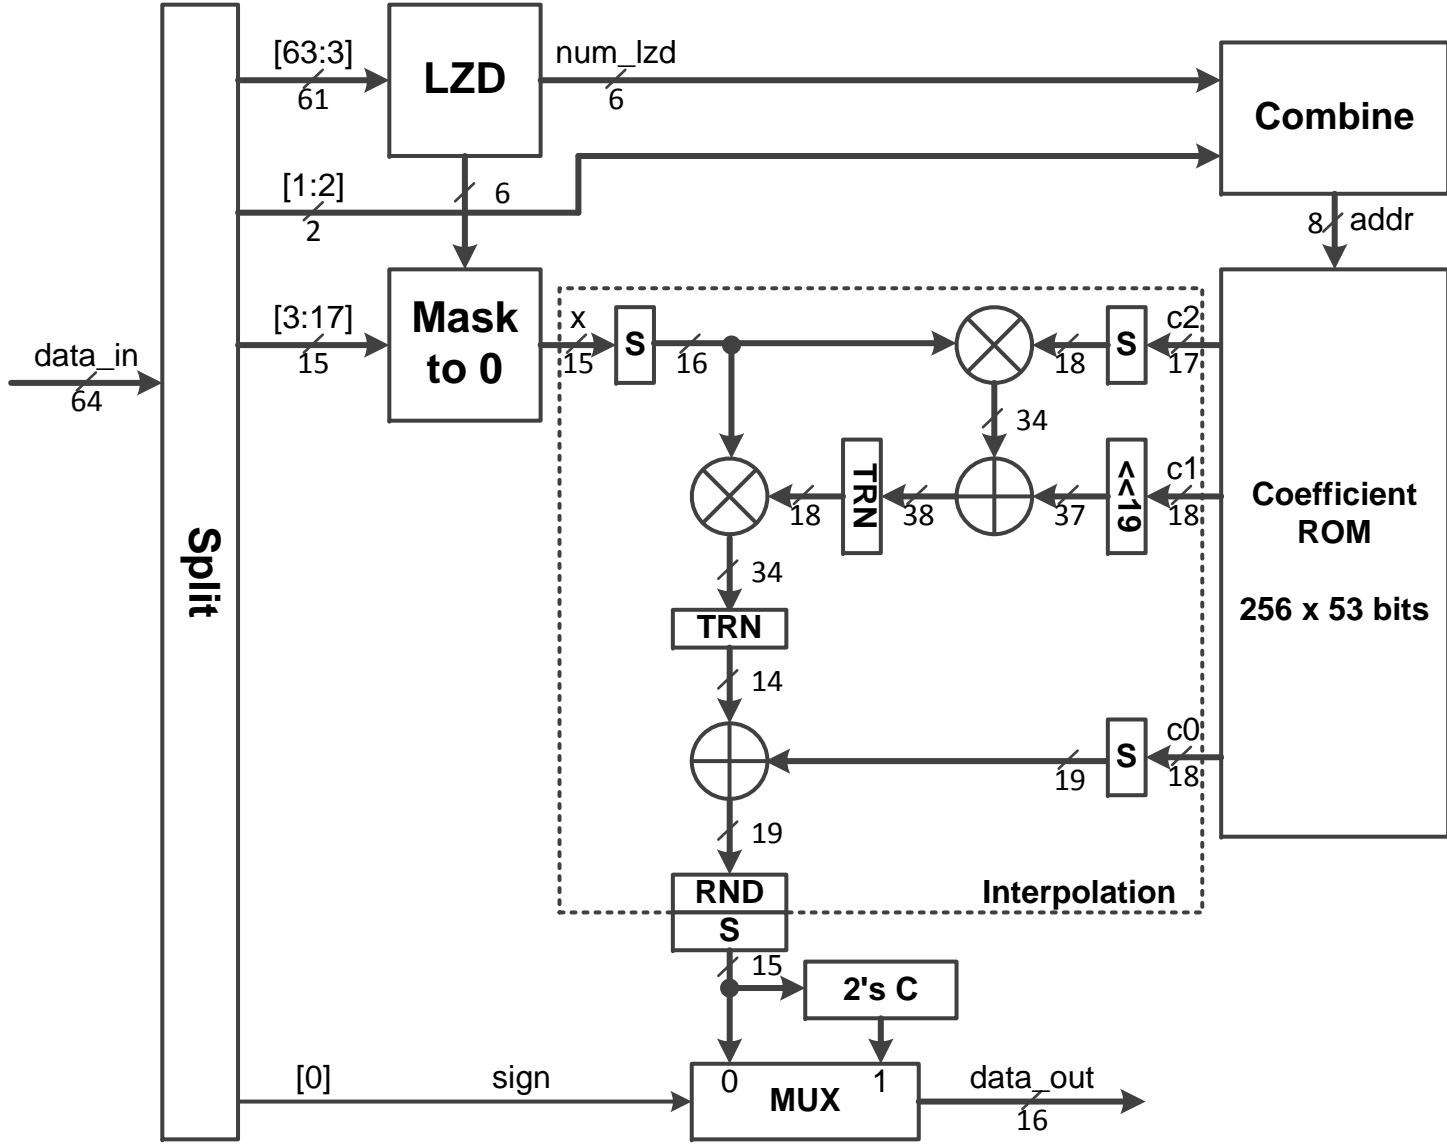 [63:3]
61
LZD
num_lzd
6
Combine
[1:2]
2
6
8
addr
[3:17]
15
Mask
to 0
x
15
S
16
18
S
c2
17
data_in
64
34
TRN
18
38
37
<<19
c1
18
Coefficient
ROM
256 x 53 bits
Split
34
TRN
14
c0
18
S
19
19
RND
S
Interpolation
15
2's C
[0]
sign
0
1
MUX
data_out
16